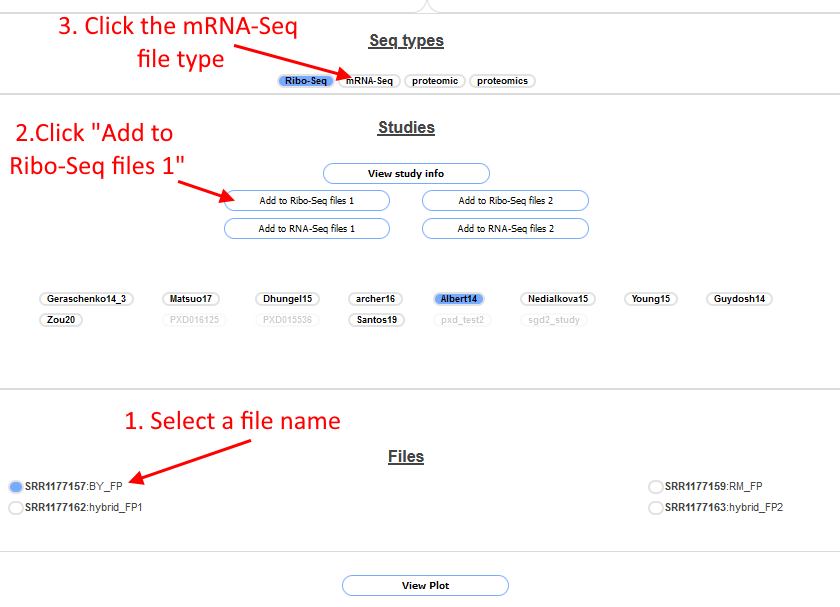 3. Click the mRNA-Seq
file type
Seq types
Ribo-Seq mRNA-Seq proteomic proteomics
2.Click "Add to
Ribo-Seq files 1"
Studies
View study info
Add to Ribo-Seq files 1 Add to Ribo-Seq files 2
Add to RNA-Seq files 1 Add to RNA-Seq files 2
Geraschenko14_3 Matsuo17 Dhungel15 archer16 Albert14 Nedialkova15 Young15 Guydosh14
Zou20 PXD016125 PXD015536 Santos19 pxd_test2 sgd2_study
1. Select a file name
Files
SRR1177157:BY_FP SRR1177159:RM_FP
SRR1177162:hybrid_FP1 SRR1177163:hybrid_FP2
View Plot